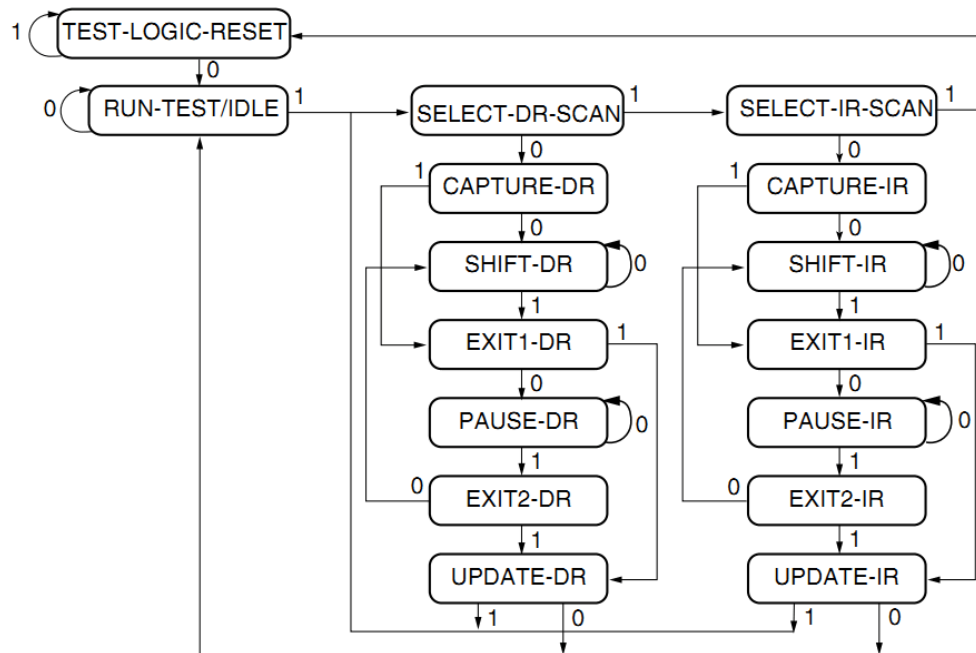 1 TEST-LOGIC-RESET
0
0 RUN-TEST/IDLE 1 SELECT-DR-SCAN 1 SELECT-IR-SCAN 1
0 0
1 CAPTURE-DR 1 CAPTURE-IR
0 0
SHIFT-DR 0 SHIFT-IR 0
1 1
EXIT1-DR 1 EXIT1-IR 1
0 0
PAUSE-DR 0 PAUSE-IR 0
1 1
0 EXIT2-DR 0 EXIT2-IR
1 1
UPDATE-DR UPDATE-IR
1 0 1 0